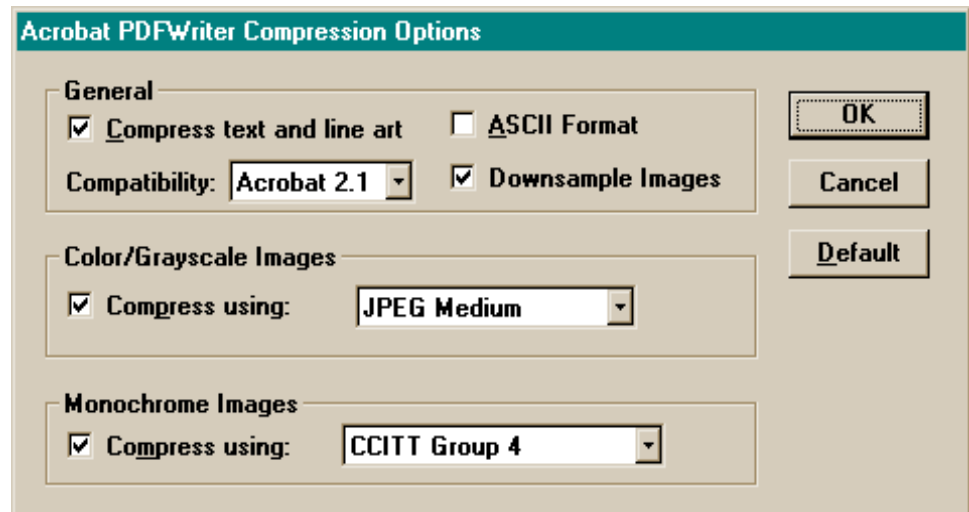 Acrobat PDFWriter Compression Options
General
Compress text and line art
ASCII Format
OK
Compatibility: Acrobat 2.1
Downsample Images
Cancel
Color/Grayscale Images
Default
Compress using: JPEG Medium
Monochrome Images
Compress using: CCITT Group 4